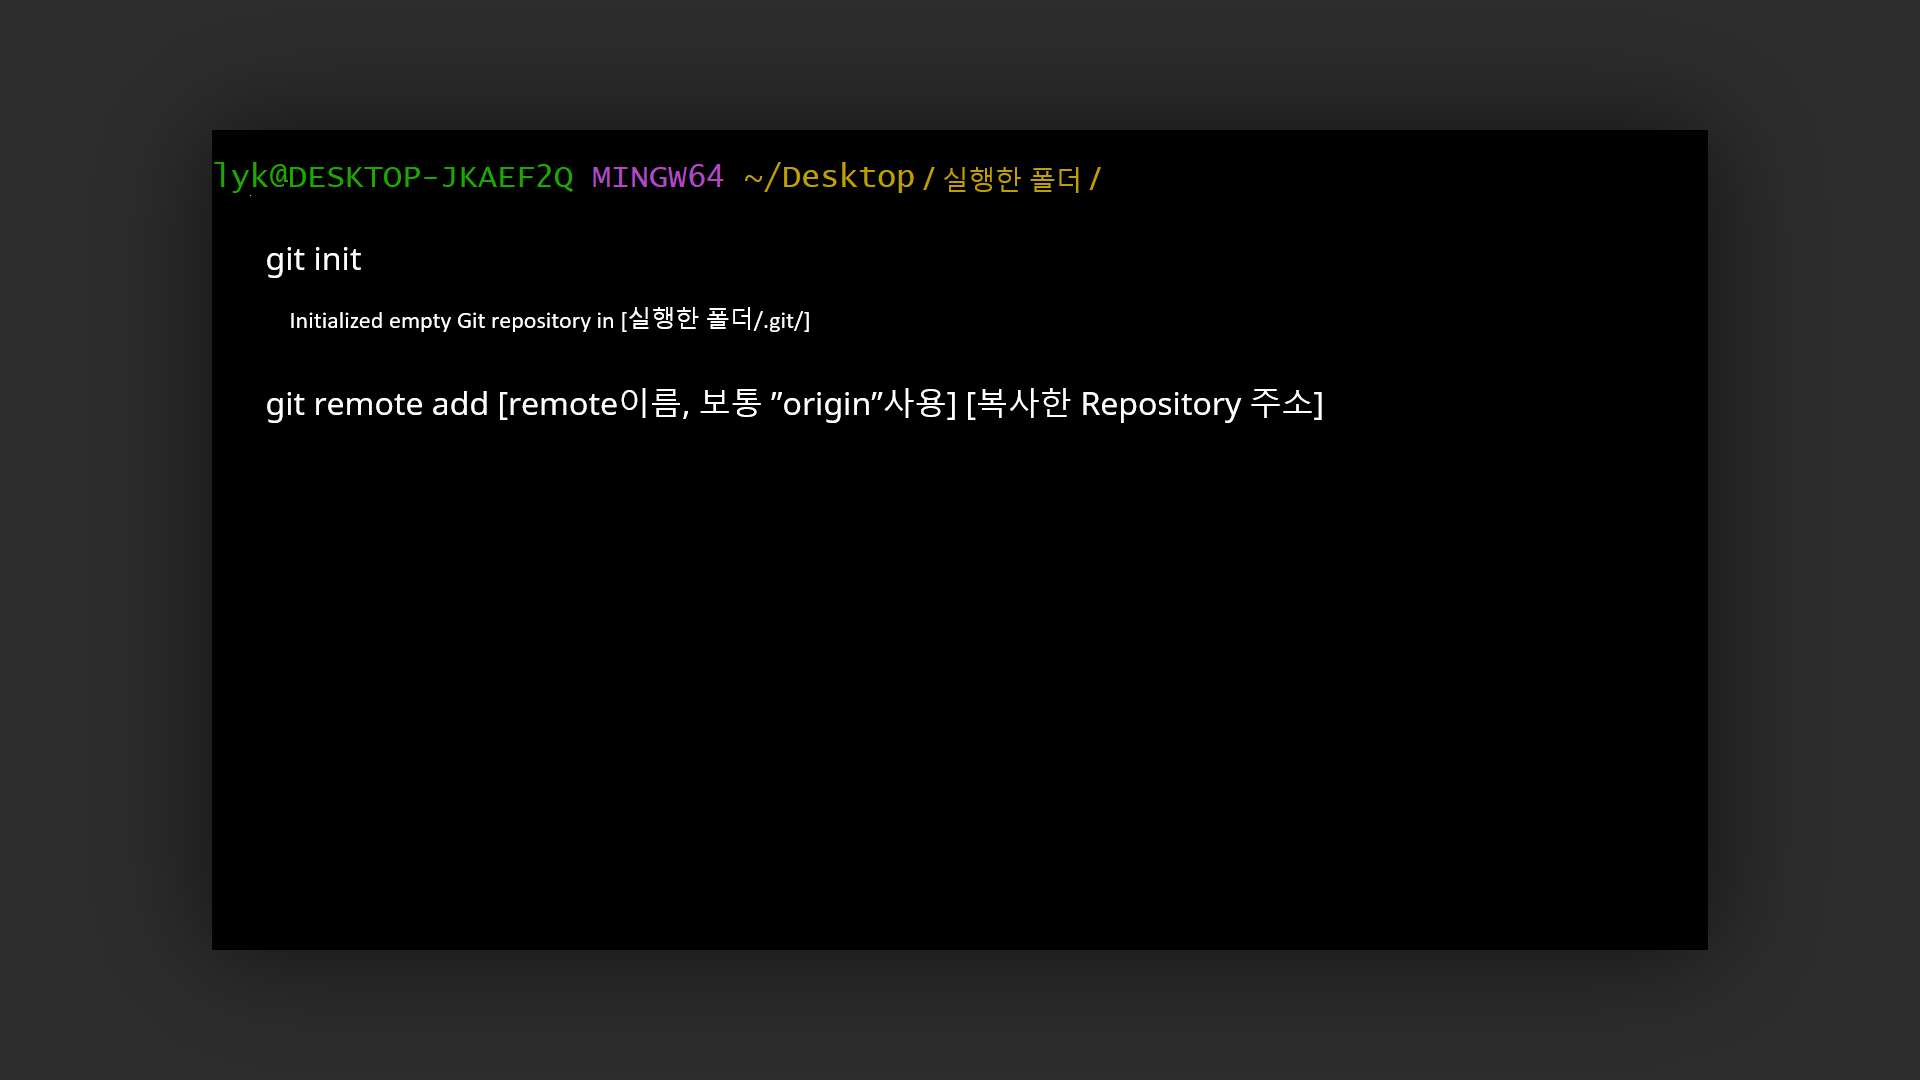 lyk@DESKTOP-JKAEF2Q MINGW64 ~/Desktop / 실행한 폴더 /
git init
Initialized empty Git repository in [실행한 폴더/.git/]
git remote add [remote이름, 보통 ”origin”사용] [복사한 Repository 주소]